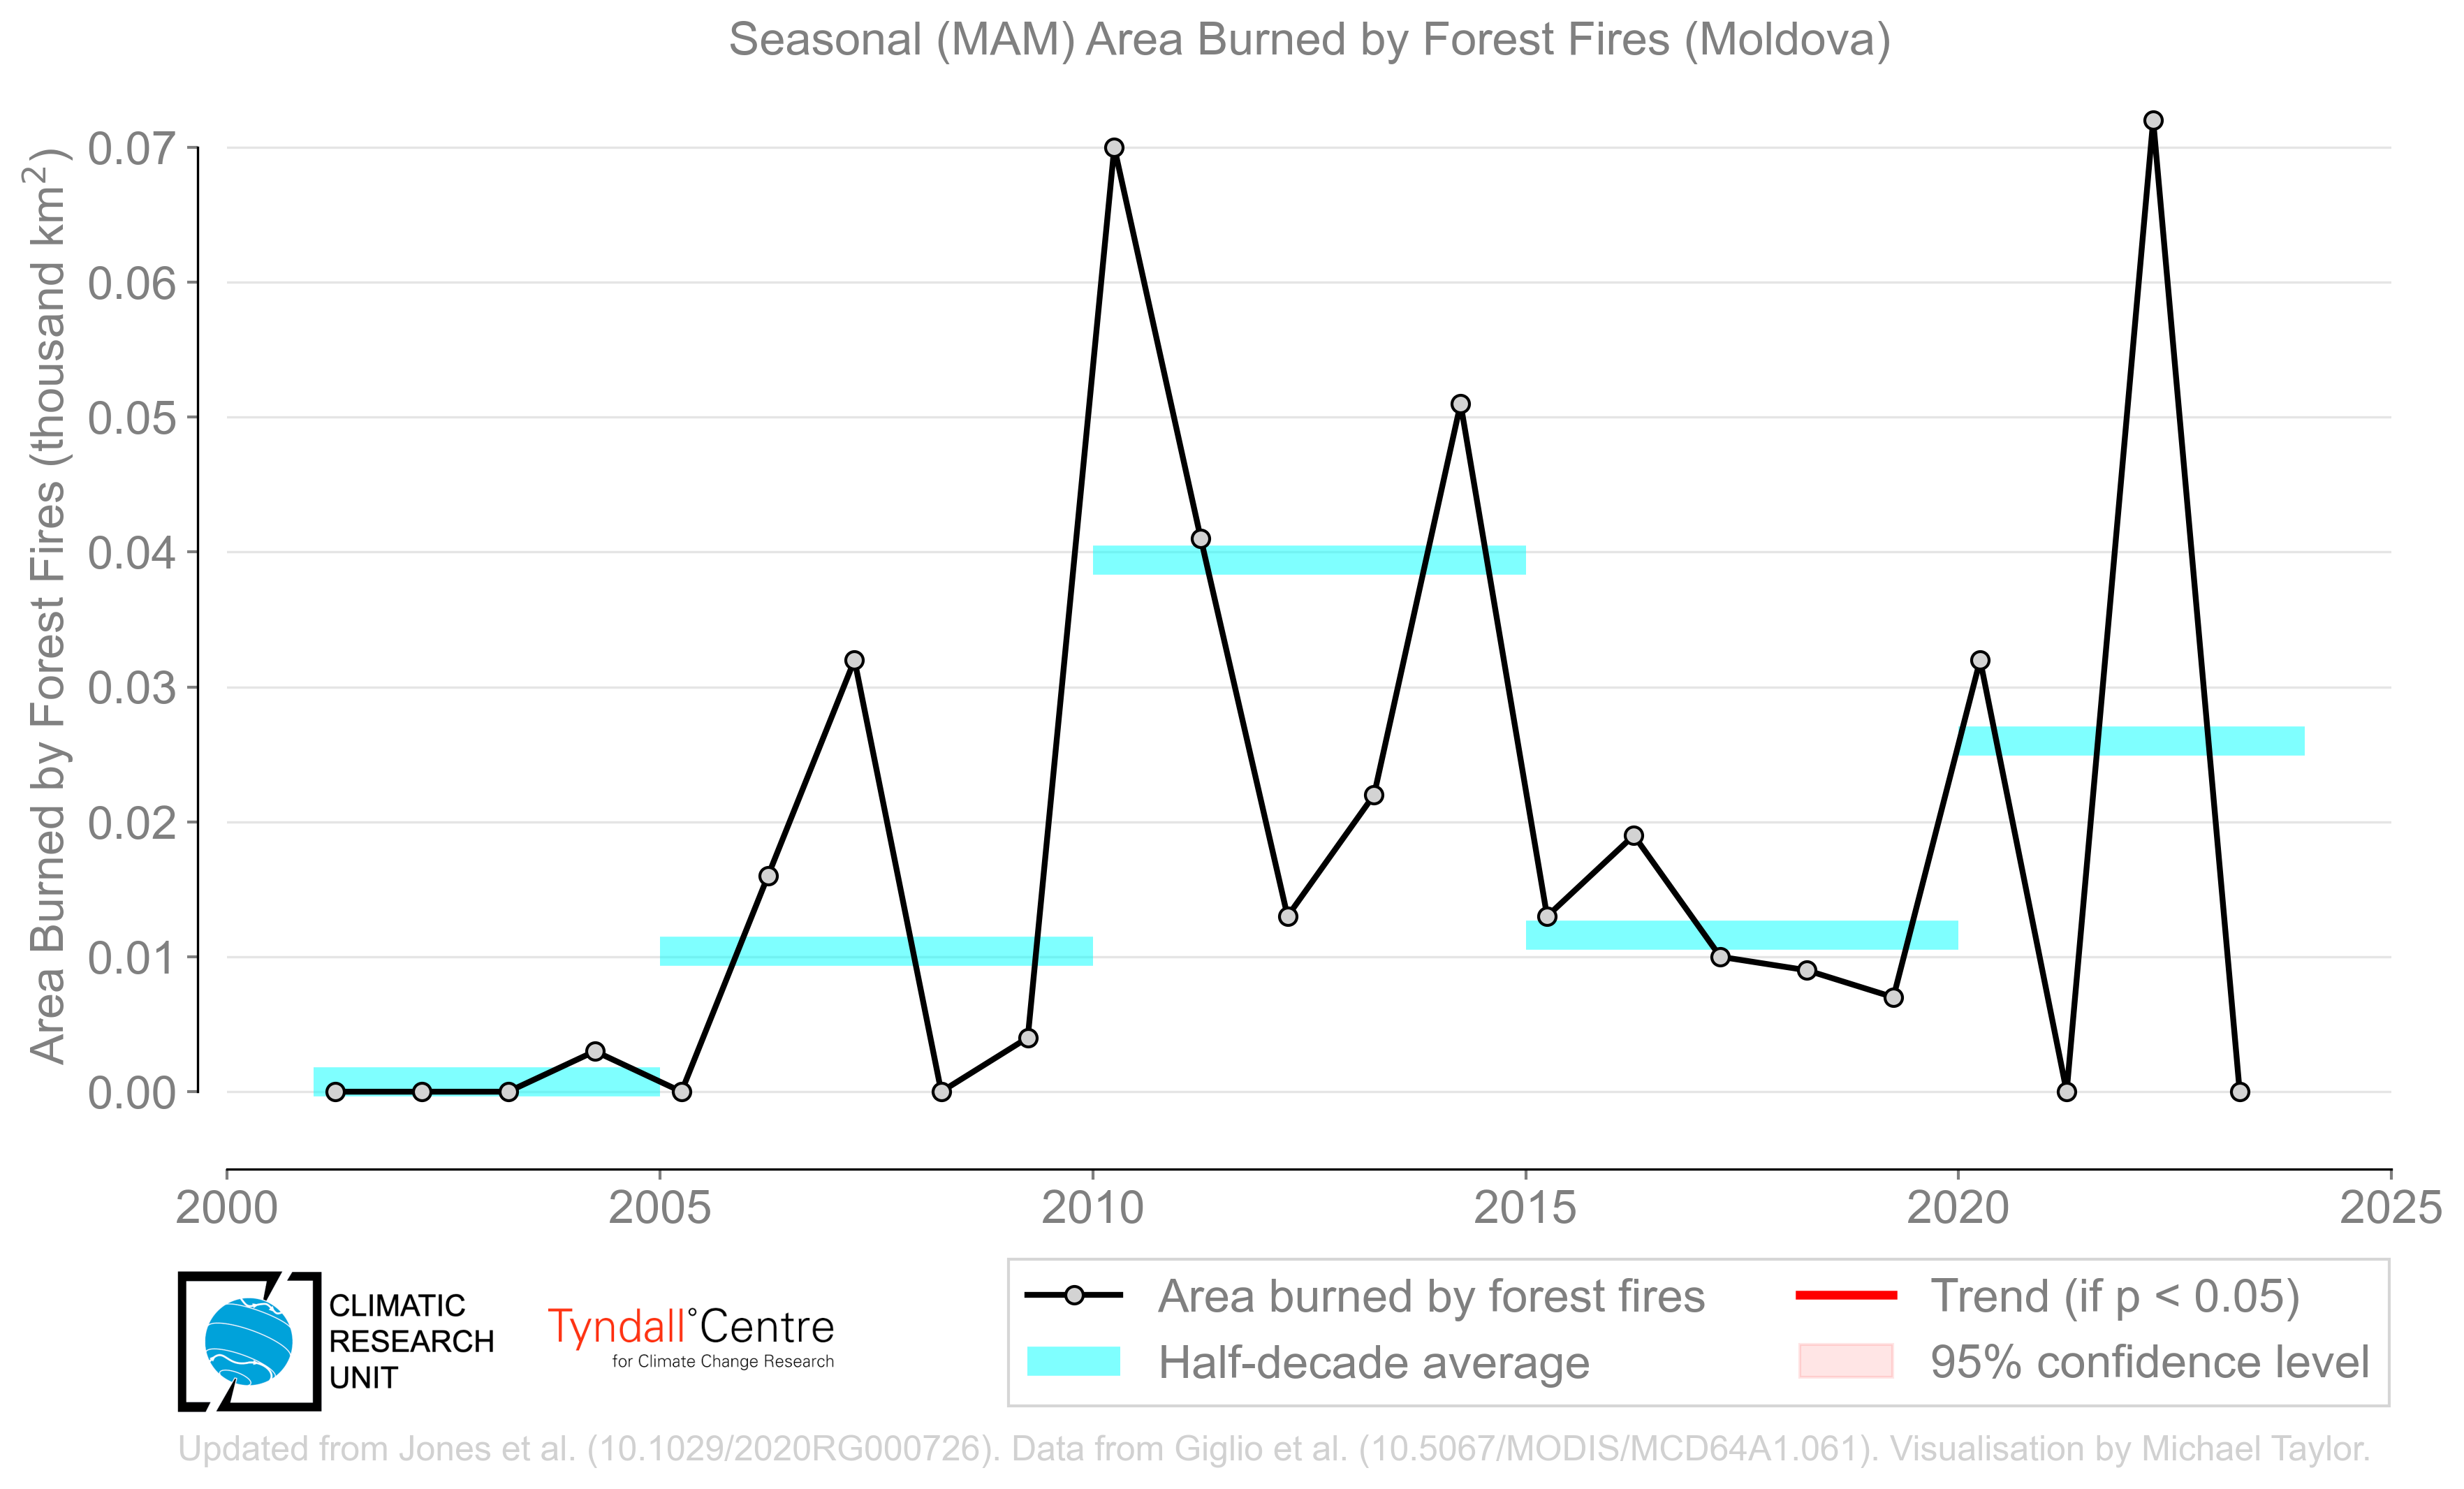 Seasonal (MAM) Area Burned by Forest Fires (Moldova)
Area Burned by Forest Fires (thousand km²)
0.07
0.06
0.05
0.04
0.03
0.02
0.01
0.00
2000 2005 2010 2015 2020 2025
CLIMATIC
RESEARCH
UNIT
Tyndall°Centre
for Climate Change Research
Area burned by forest fires
Half-decade average
Trend (if p < 0.05)
95% confidence level
Updated from Jones et al. (10.1029/2020RG000726). Data from Giglio et al. (10.5067/MODIS/MCD64A1.061). Visualisation by Michael Taylor.